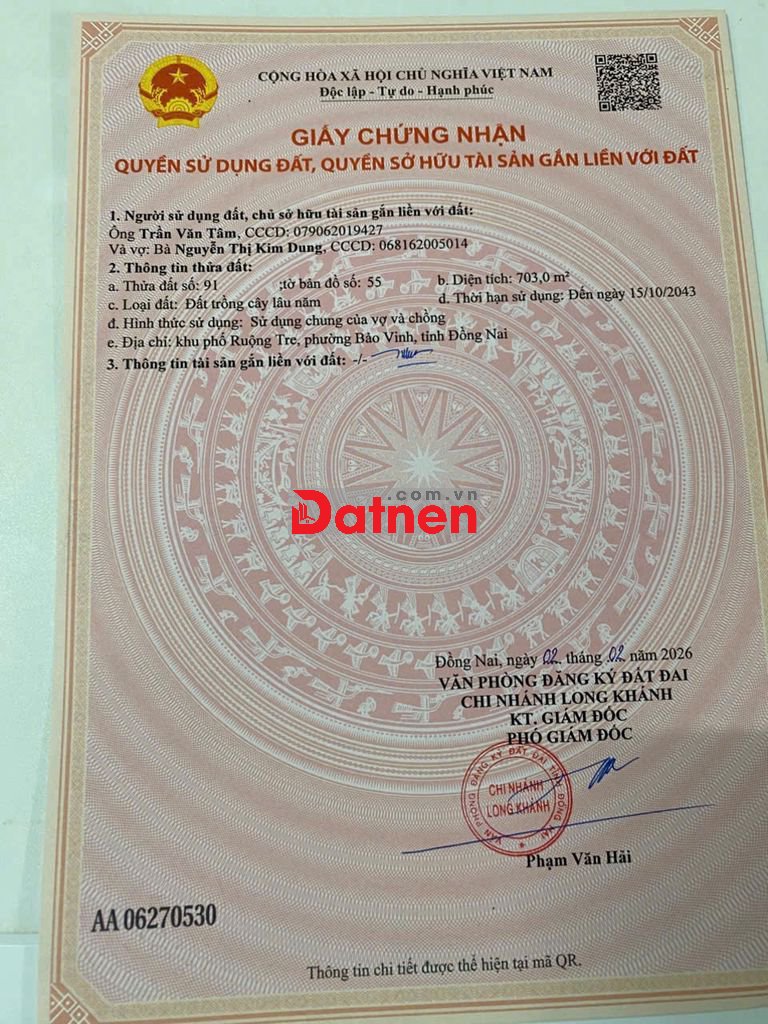 CỘNG HÒA XÃ HỘI CHỦ NGHĨA VIỆT NAM
Độc lập - Tự do - Hạnh phúc
GIẤY CHỨNG NHẬN
QUYỀN SỬ DỤNG ĐẤT, QUYỀN SỞ HỮU TÀI SẢN GẮN LIỀN VỚI ĐẤT
1. Người sử dụng đất, chủ sở hữu tài sản gắn liền với đất:
Ông Trần Văn Tâm, CCCD: 079062019427
Và vợ: Bà Nguyễn Thị Kim Dung, CCCD: 068162005014
2. Thông tin thửa đất:
a. Thửa đất số: 91 ;tờ bản đồ số: 55 b. Diện tích: 703,0 m²
c. Loại đất: Đất trồng cây lâu năm d. Thời hạn sử dụng: Đến ngày 15/10/2043
đ. Hình thức sử dụng: Sử dụng chung của vợ và chồng
e. Địa chỉ: khu phố Ruộng Tre, phường Bảo Vinh, tỉnh Đồng Nai
3. Thông tin tài sản gắn liền với đất: -/-
.com.vn
Datnen
Đồng Nai, ngày 02 tháng 02 năm 2026
VĂN PHÒNG ĐĂNG KÝ ĐẤT ĐAI
CHI NHÁNH LONG KHÁNH
KT. GIÁM ĐỐC
PHÓ GIÁM ĐỐC
VĂN PHÒNG ĐĂNG KÝ ĐẤT ĐAI TỈNH ĐỒNG NAI
CHI NHÁNH
LONG KHÁNH
Phạm Văn Hải
AA 06270530
Thông tin chi tiết được thể hiện tại mã QR.